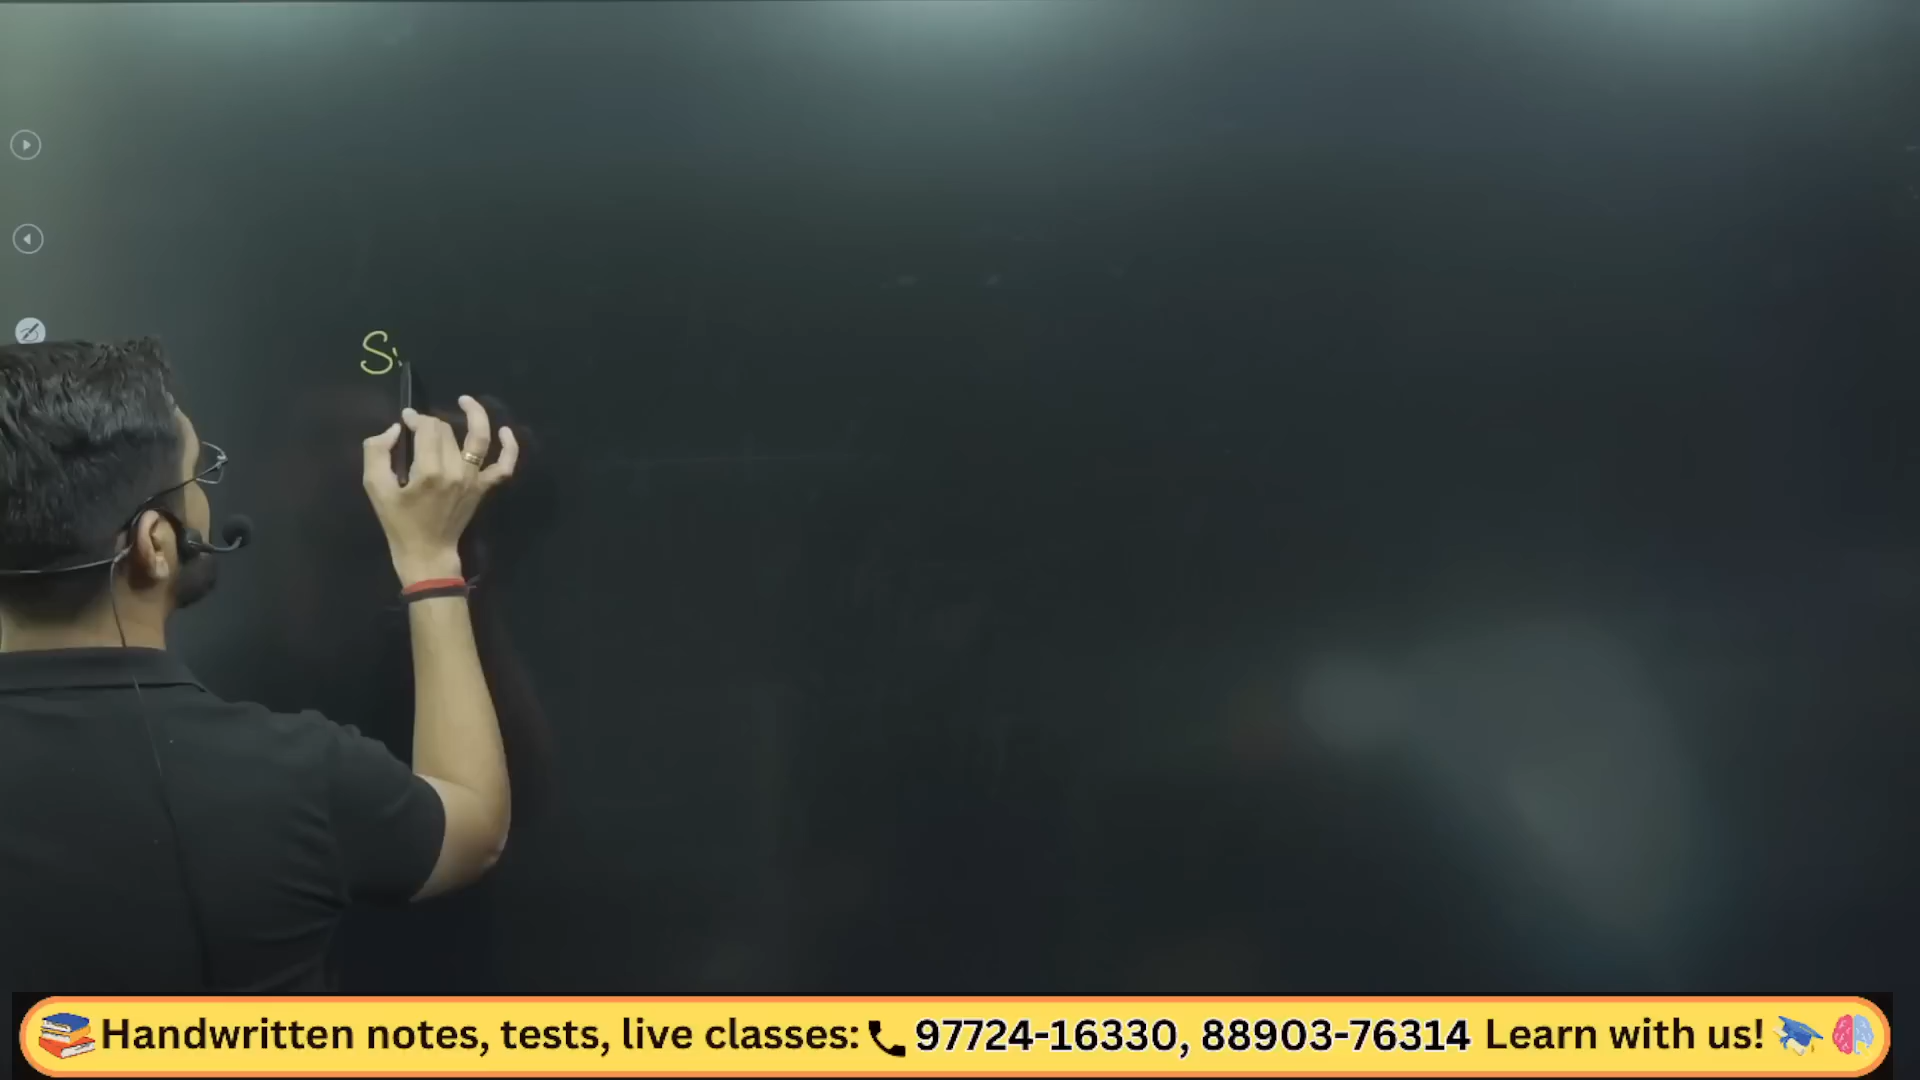 S
Handwritten notes, tests, live classes: 97724-16330, 88903-76314 Learn with us!